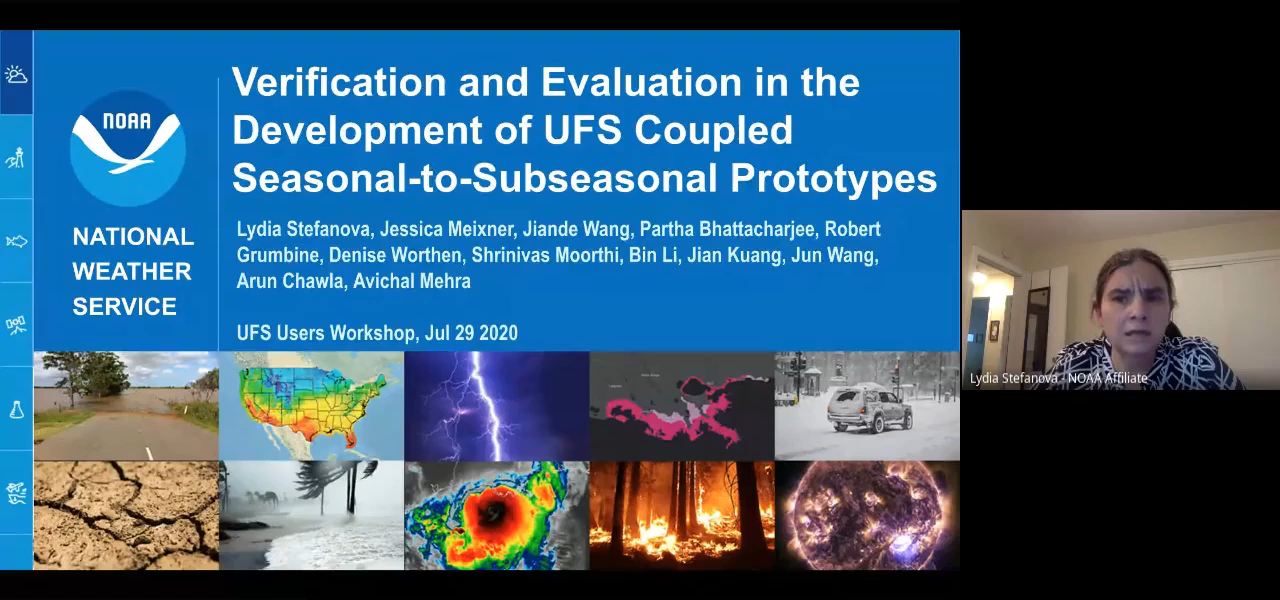 Verification and Evaluation in the
Development of UFS Coupled
Seasonal-to-Subseasonal Prototypes
NOAA
NATIONAL
WEATHER
SERVICE
Lydia Stefanova, Jessica Meixner, Jiande Wang, Partha Bhattacharjee, Robert
Grumbine, Denise Worthen, Shrinivas Moorthi, Bin Li, Jian Kuang, Jun Wang,
Arun Chawla, Avichal Mehra
UFS Users Workshop, Jul 29 2020
Lydia Stefanova - NOAA Affiliate